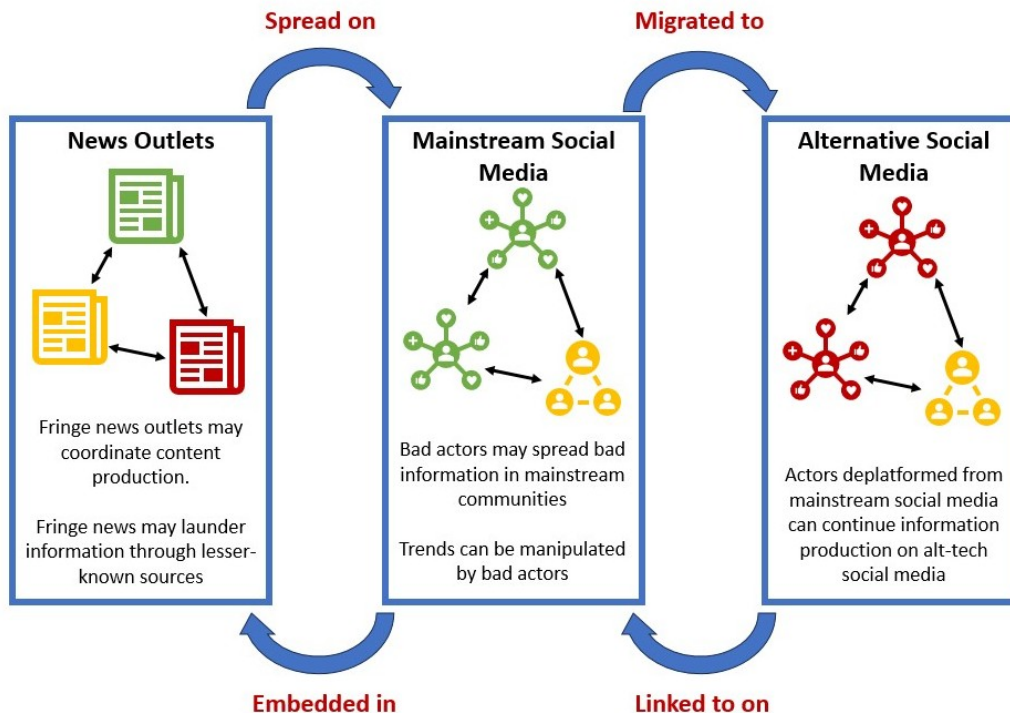 Spread on
Migrated to
News Outlets
Fringe news outlets may
coordinate content
production.
Fringe news may launder
information through lesser-
known sources
Mainstream Social
Media
Bad actors may spread bad
information in mainstream
communities
Trends can be manipulated
by bad actors
Alternative Social
Media
Actors deplatformed from
mainstream social media
can continue information
production on alt-tech
social media
Embedded in
Linked to on